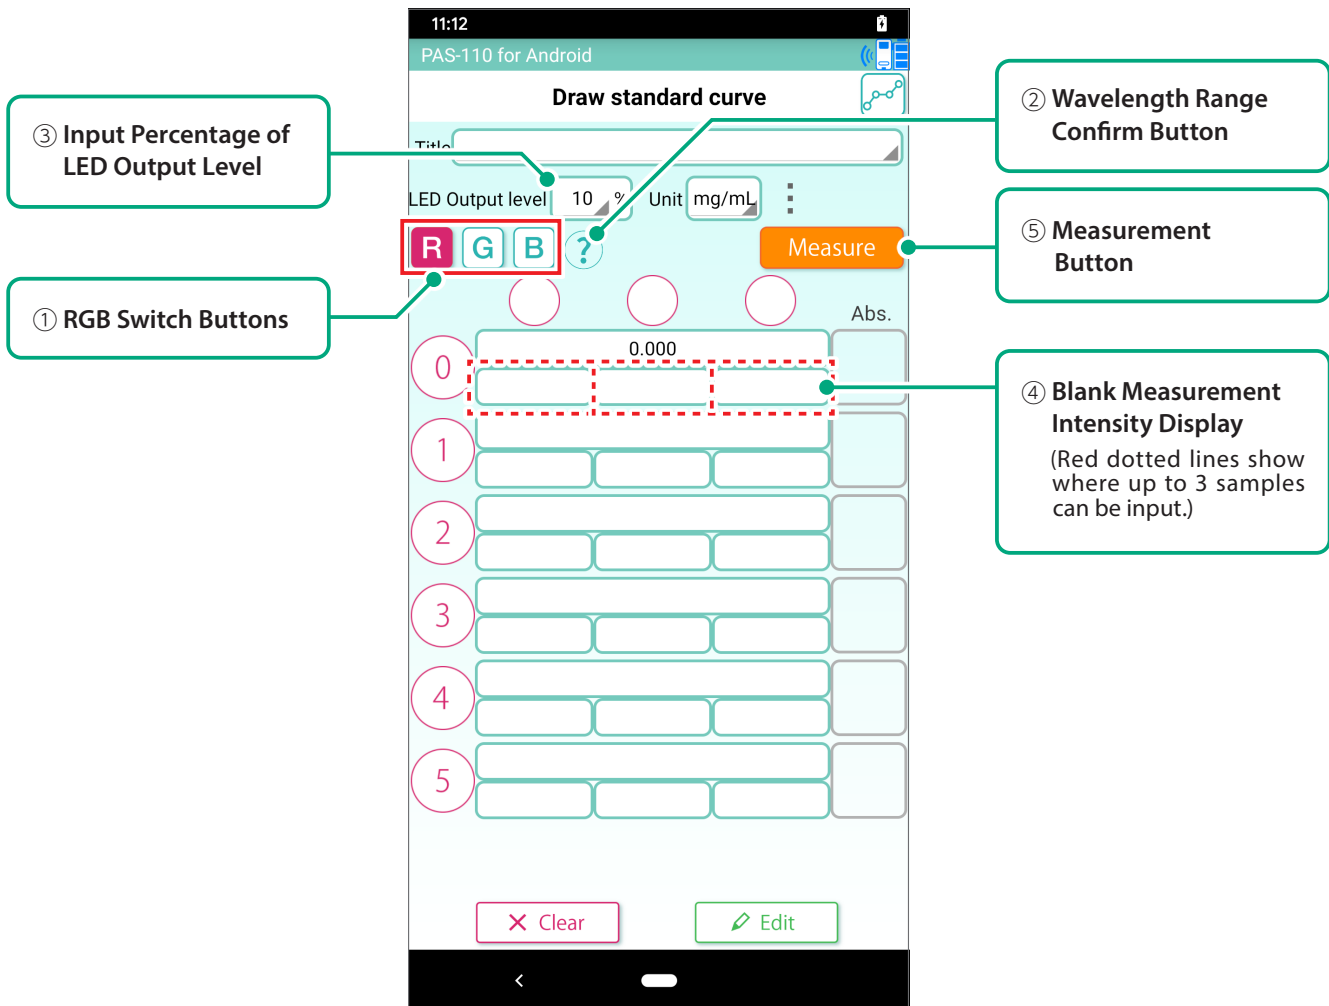 11:12
PAS-110 for Android
Draw standard curve
Title
LED Output level 10 % Unit mg/mL
R G B ? Measure
Abs.
0 0.000
1
2
3
4
5
Clear Edit
③ Input Percentage of
LED Output Level
① RGB Switch Buttons
② Wavelength Range
Confirm Button
⑤ Measurement
Button
④ Blank Measurement
Intensity Display
(Red dotted lines show
where up to 3 samples
can be input.)